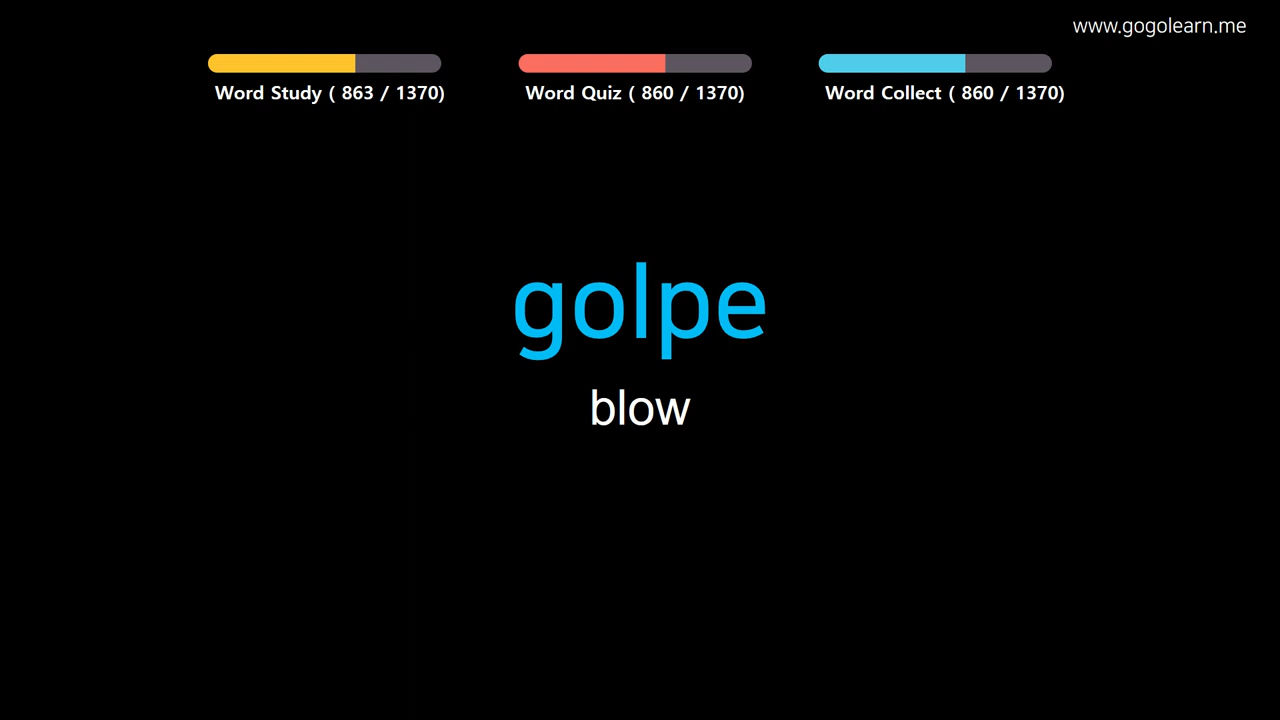 www.gogolearn.me
Word Study ( 863 / 1370)
Word Quiz ( 860 / 1370)
Word Collect ( 860 / 1370)
golpe
blow